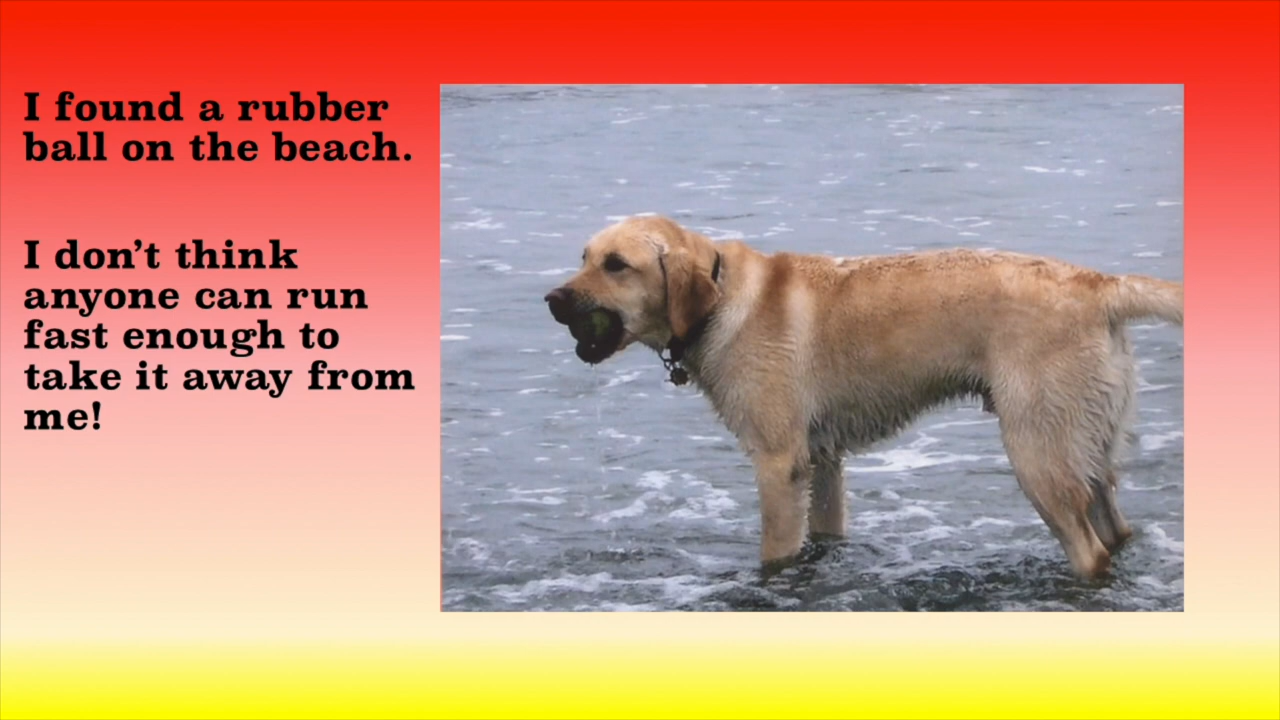 I found a rubber
ball on the beach.
I don’t think
anyone can run
fast enough to
take it away from
me!